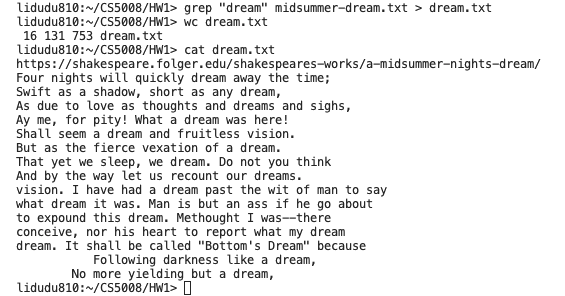 lidudu810:~/CS5008/HW1> grep "dream" midsummer-dream.txt > dream.txt
lidudu810:~/CS5008/HW1> wc dream.txt
 16 131 753 dream.txt
lidudu810:~/CS5008/HW1> cat dream.txt
https://shakespeare.folger.edu/shakespeares-works/a-midsummer-nights-dream/
Four nights will quickly dream away the time;
Swift as a shadow, short as any dream,
As due to love as thoughts and dreams and sighs,
Ay me, for pity! What a dream was here!
Shall seem a dream and fruitless vision.
But as the fierce vexation of a dream.
That yet we sleep, we dream. Do not you think
And by the way let us recount our dreams.
vision. I have had a dream past the wit of man to say
what dream it was. Man is but an ass if he go about
to expound this dream. Methought I was––there
conceive, nor his heart to report what my dream
dream. It shall be called "Bottom's Dream" because
               Following darkness like a dream,
        No more yielding but a dream,
lidudu810:~/CS5008/HW1>